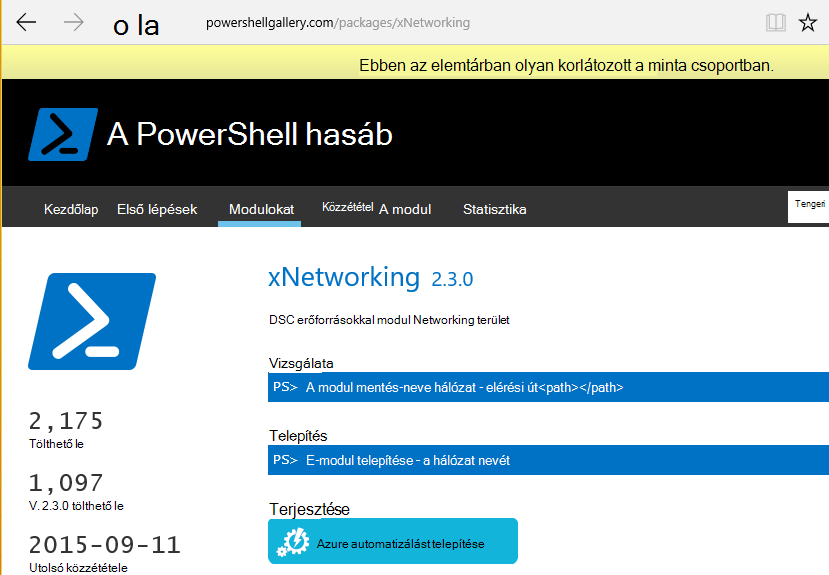 o la powershellgallery.com/packages/xNetworking
Ebben az elemtárban olyan korlátozott a minta csoportban.
A PowerShell hasáb
Kezdőlap Első lépések Modulokat Közzététel A modul Statisztika Tengeri
xNetworking 2.3.0
DSC erőforrásokkal modul Networking terület
Vizsgálata
PS> A modul mentés-neve hálózat - elérési út<path></path>
2,175
Tölthető le
Telepítés
PS> E-modul telepítése - a hálózat nevét
1,097
V. 2.3.0 tölthető le
Terjesztése
Azure automatizálást telepítése
2015-09-11
Utolsó közzététele